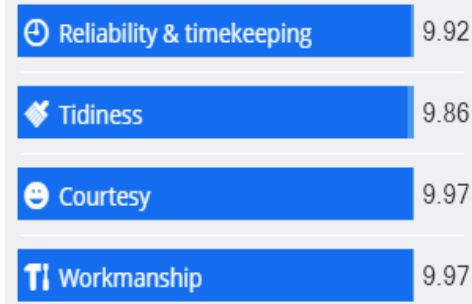 Reliability & timekeeping 9.92
Tidiness 9.86
Courtesy 9.97
Workmanship 9.97